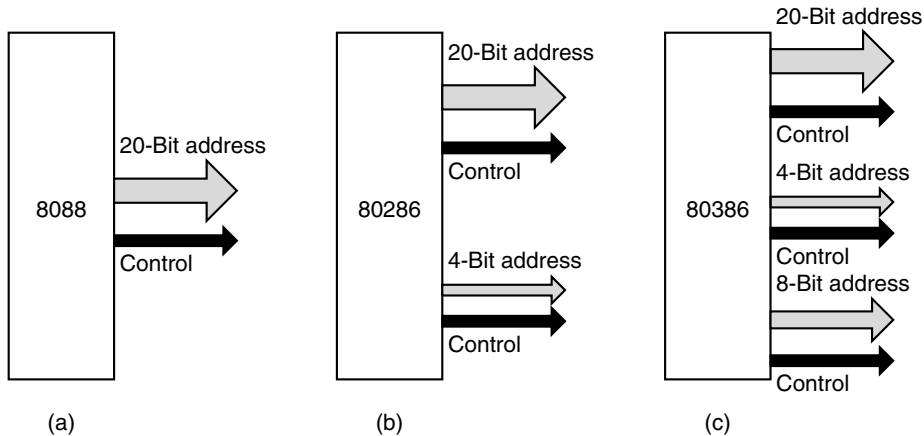 8088
20-Bit address
Control
(a)
80286
20-Bit address
Control
4-Bit address
Control
(b)
80386
20-Bit address
Control
4-Bit address
Control
8-Bit address
Control
(c)